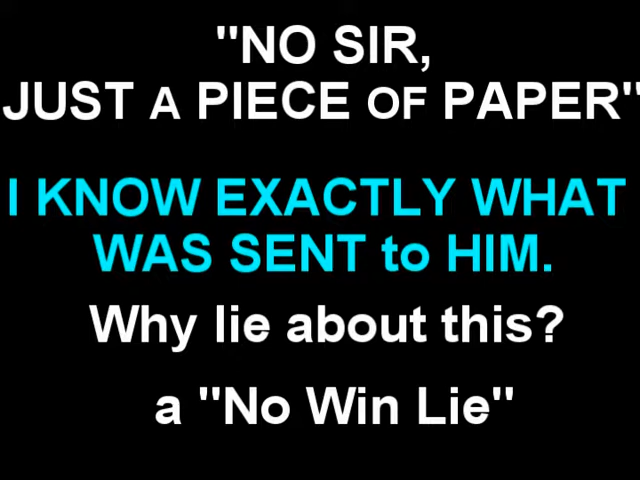 "NO SIR,
JUST A PIECE OF PAPER"
I KNOW EXACTLY WHAT
WAS SENT to HIM.
Why lie about this?
a "No Win Lie"